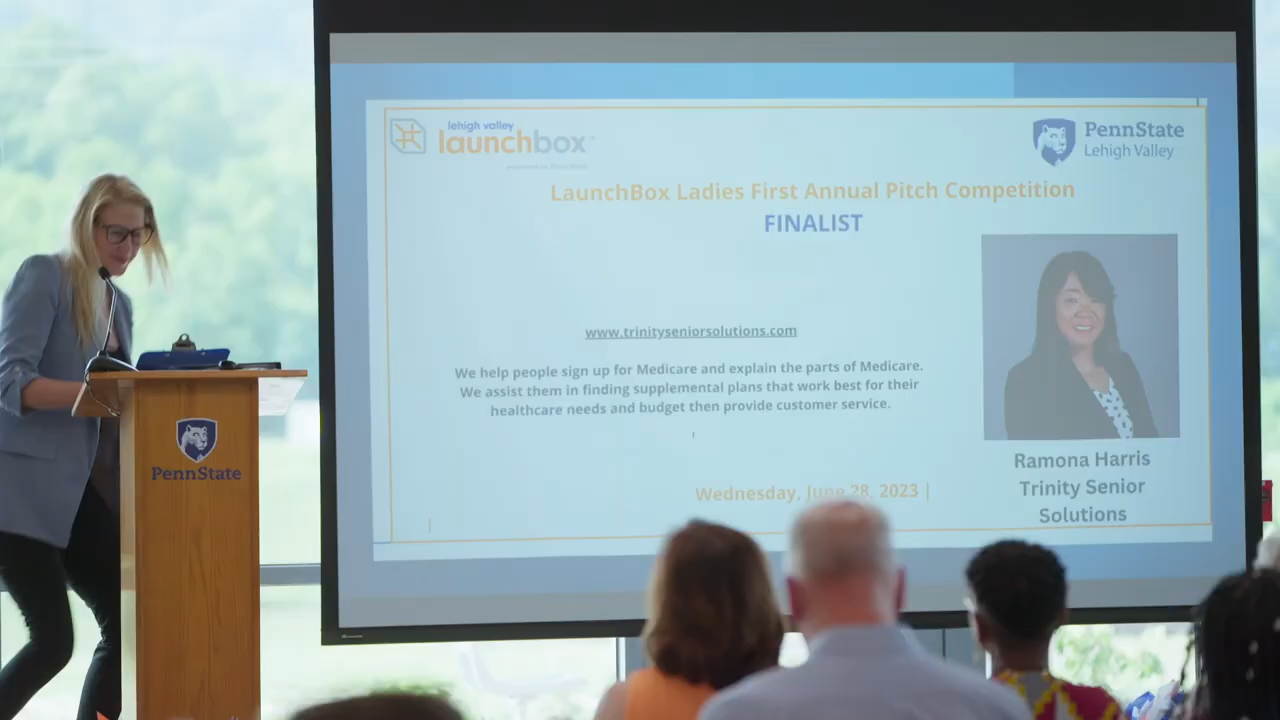 lehigh valley
launchbox
PennState
Lehigh Valley
LaunchBox Ladies First Annual Pitch Competition
FINALIST
www.trinityseniorsolutions.com
We help people sign up for Medicare and explain the parts of Medicare.
We assist them in finding supplemental plans that work best for their
healthcare needs and budget then provide customer service.
Ramona Harris
Trinity Senior
Solutions
Wednesday, June 28, 2023 |
PennState